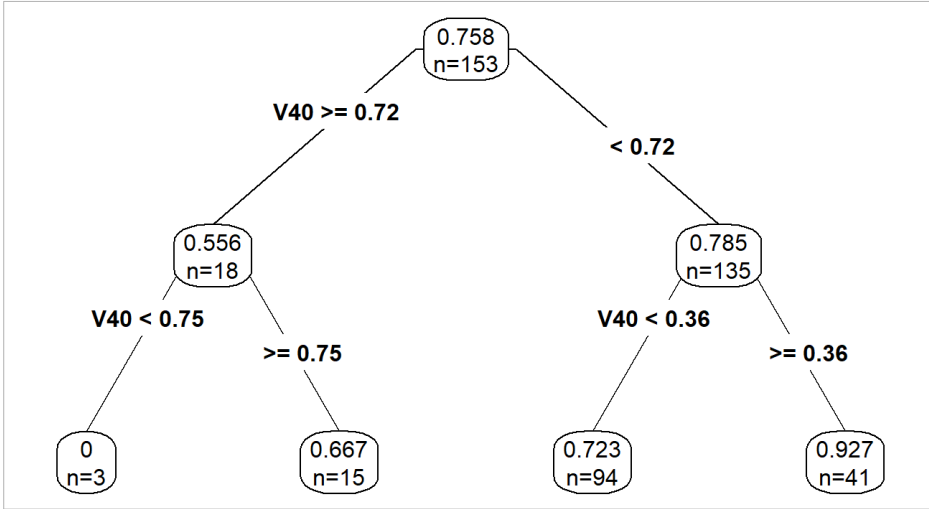 0.758
n=153
V40 >= 0.72
< 0.72
0.556
n=18
0.785
n=135
V40 < 0.75
>= 0.75
V40 < 0.36
>= 0.36
0
n=3
0.667
n=15
0.723
n=94
0.927
n=41